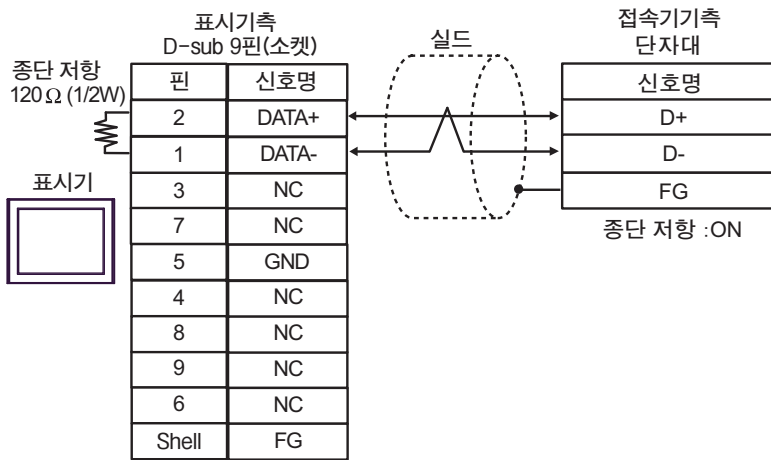 표시기측
D-sub 9핀(소켓)
실드
접속기기측
단자대
종단 저항
120Ω (1/2W)
핀 신호명
신호명
2 DATA+
D+
1 DATA-
D-
표시기
3 NC
FG
7 NC
종단 저항 :ON
5 GND
4 NC
8 NC
9 NC
6 NC
Shell FG